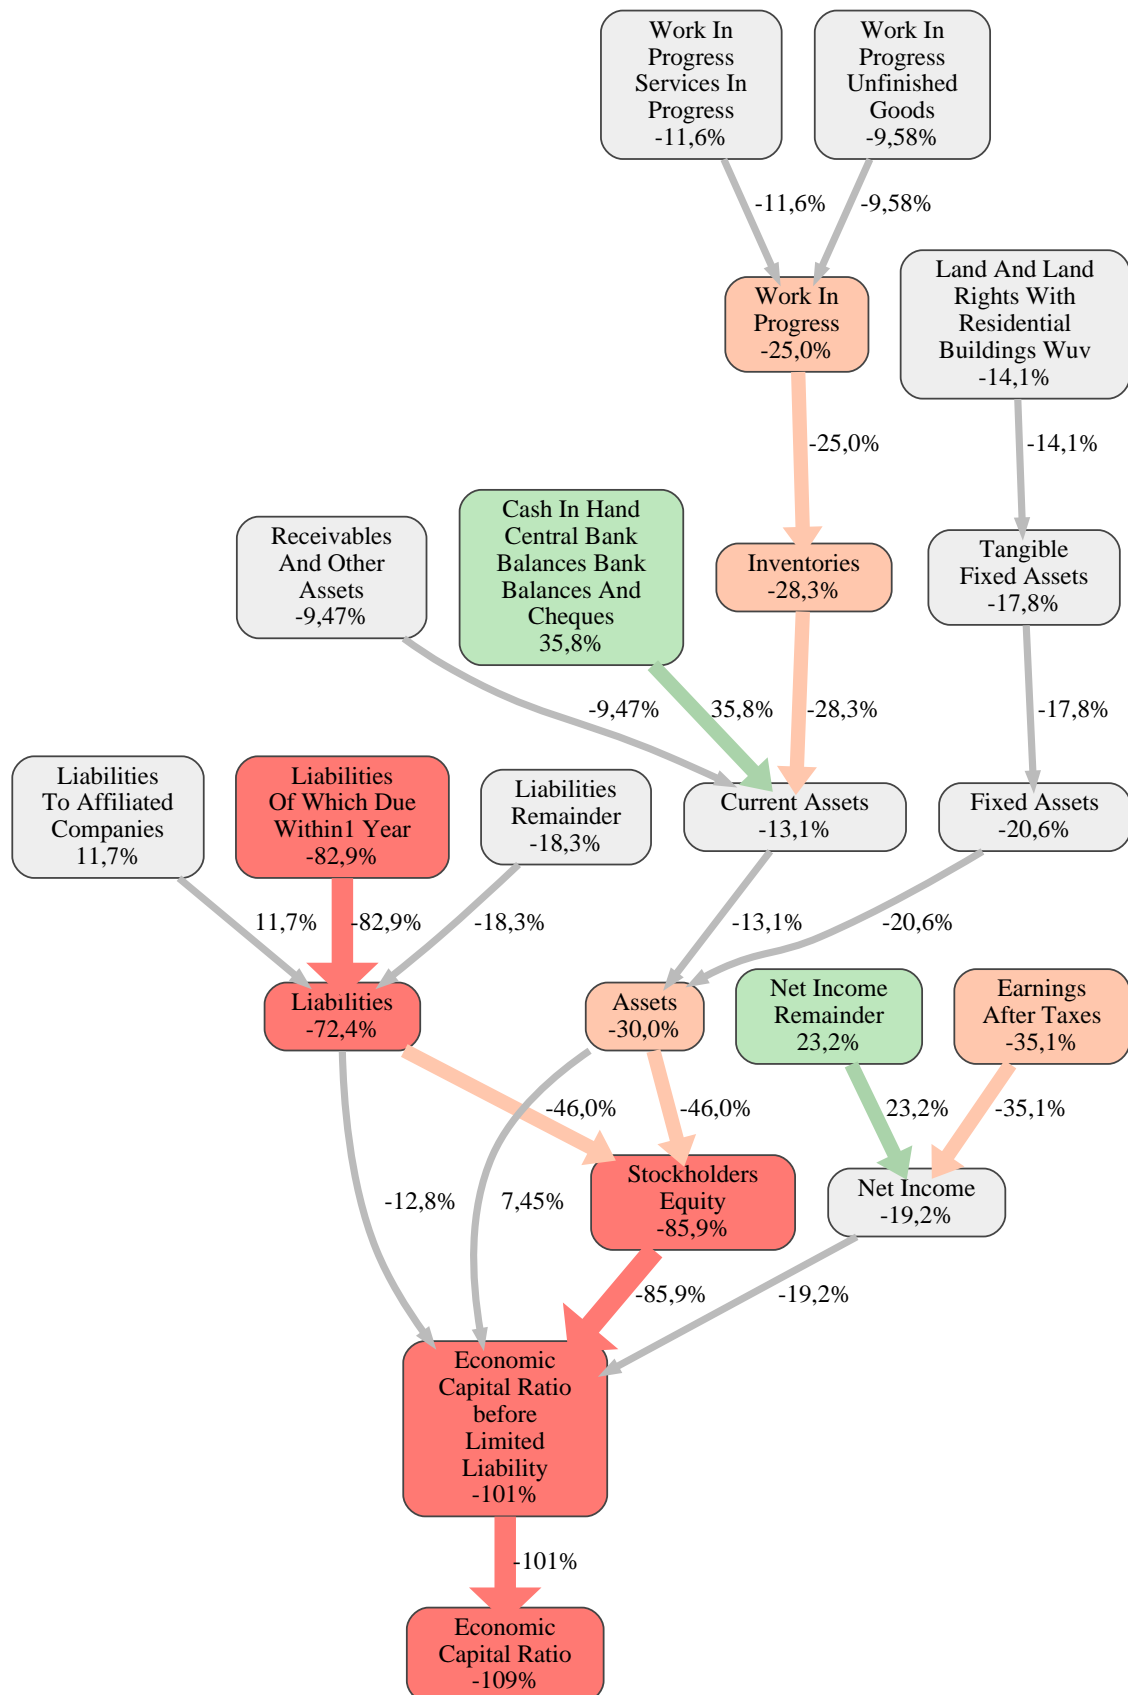 Work In
Progress
Services In
Progress
-11,6%
Work In
Progress
Unfinished
Goods
-9,58%
-11,6%
-9,58%
Work In
Progress
-25,0%
Land And Land
Rights With
Residential
Buildings Wuv
-14,1%
-25,0%
-14,1%
Receivables
And Other
Assets
-9,47%
Cash In Hand
Central Bank
Balances Bank
Balances And
Cheques
35,8%
Inventories
-28,3%
Tangible
Fixed Assets
-17,8%
-9,47%
35,8%
-28,3%
-17,8%
Liabilities
To Affiliated
Companies
11,7%
Liabilities
Of Which Due
Within1 Year
-82,9%
Liabilities
Remainder
-18,3%
Current Assets
-13,1%
Fixed Assets
-20,6%
11,7%
-82,9%
-18,3%
-13,1%
-20,6%
Liabilities
-72,4%
Assets
-30,0%
Net Income
Remainder
23,2%
Earnings
After Taxes
-35,1%
-46,0%
-46,0%
23,2%
-35,1%
-12,8%
7,45%
Stockholders
Equity
-85,9%
Net Income
-19,2%
-85,9%
-19,2%
Economic
Capital Ratio
before
Limited
Liability
-101%
-101%
Economic
Capital Ratio
-109%